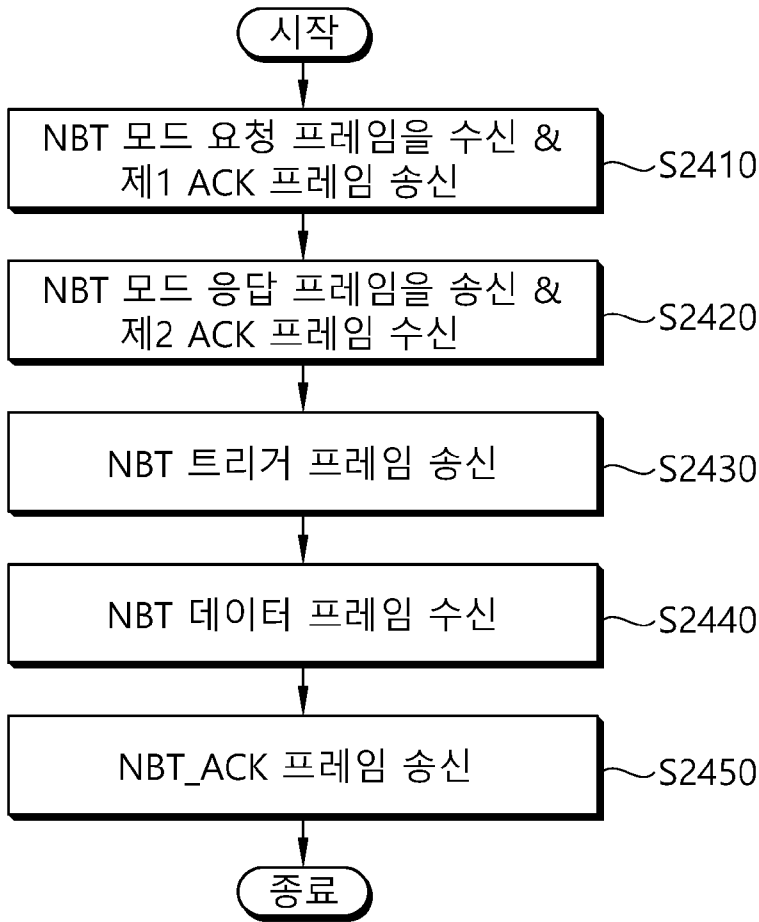 시작
NBT 모드 요청 프레임을 수신 &
제1 ACK 프레임 송신
S2410
NBT 모드 응답 프레임을 송신 &
제2 ACK 프레임 수신
S2420
NBT 트리거 프레임 송신
S2430
NBT 데이터 프레임 수신
S2440
NBT_ACK 프레임 송신
S2450
종료